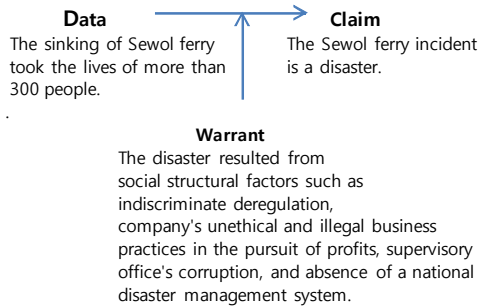 Data
Claim
The sinking of Sewol ferry
took the lives of more than
300 people.
.
The Sewol ferry incident
is a disaster.
Warrant
The disaster resulted from
social structural factors such as
indiscriminate deregulation,
company's unethical and illegal business
practices in the pursuit of profits, supervisory
office's corruption, and absence of a national
disaster management system.